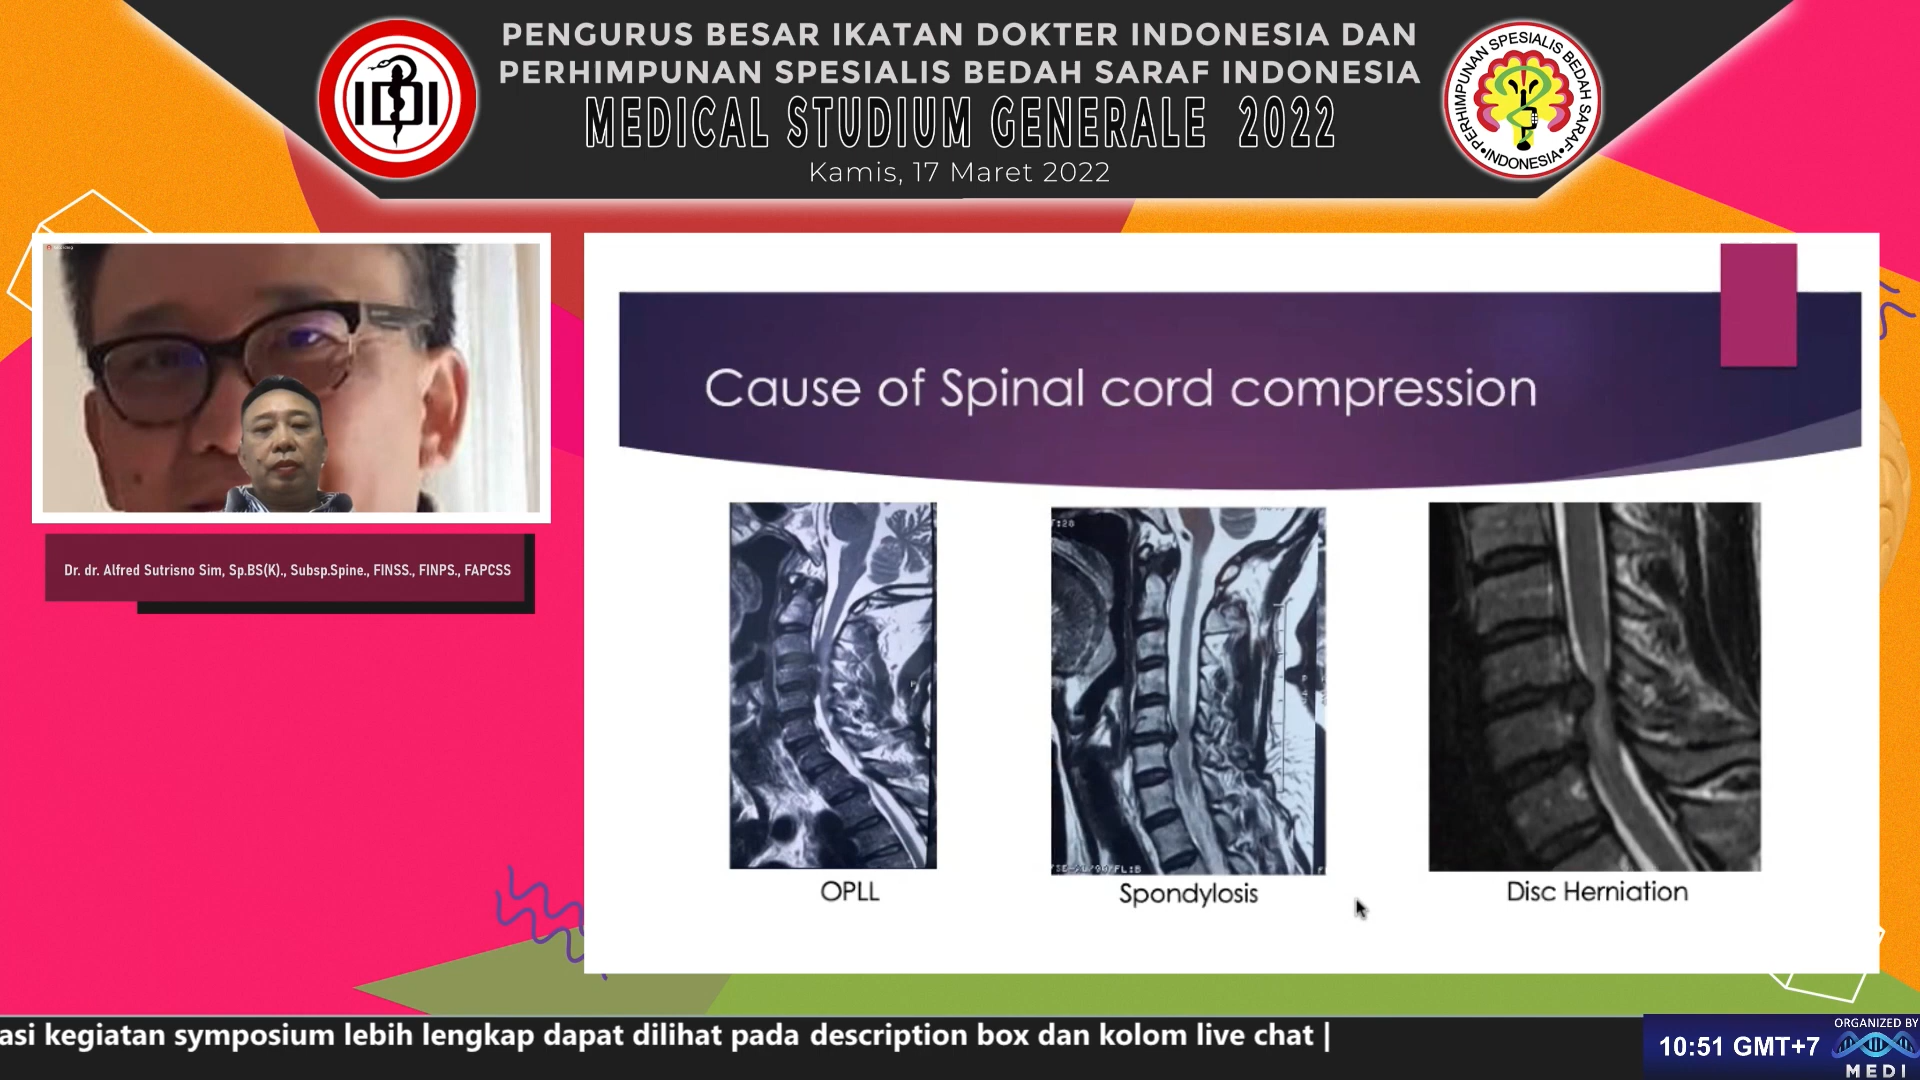 PENGURUS BESAR IKATAN DOKTER INDONESIA DAN
PERHIMPUNAN SPESIALIS BEDAH SARAF INDONESIA
MEDICAL STUDIUM GENERALE 2022
Kamis, 17 Maret 2022
IDI
PERHIMPUNAN SPESIALIS BEDAH SARAF
•INDONESIA•
Dr. dr. Alfred Sutrisno Sim, Sp.BS(K)., Subsp.Spine., FINSS., FINPS., FAPCSS
Cause of Spinal cord compression
OPLL
Spondylosis
Disc Herniation
asi kegiatan symposium lebih lengkap dapat dilihat pada description box dan kolom live chat |
10:51 GMT+7
ORGANIZED BY
MEDI